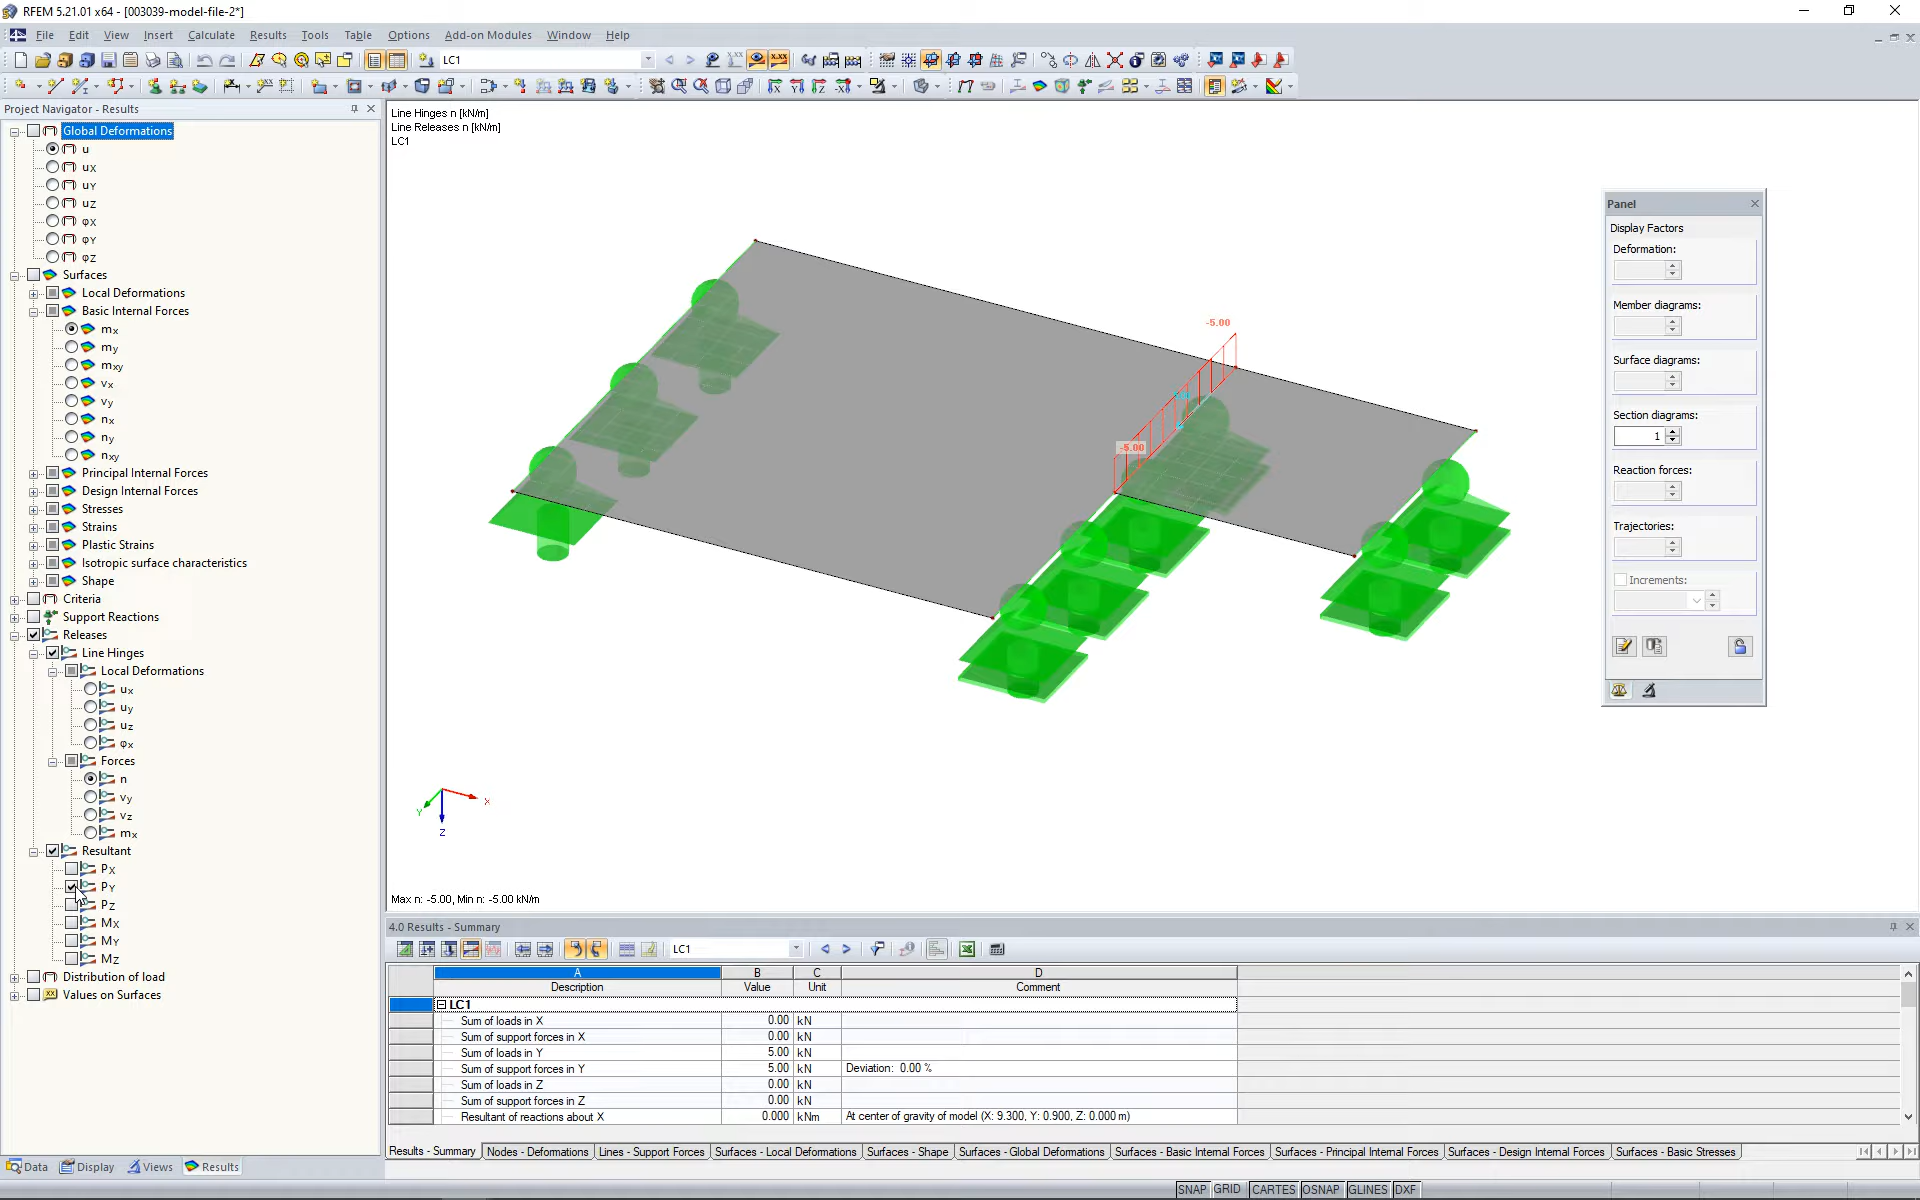 RFEM 5.21.01 x64 - [003039-model-file-2*]
File Edit View Insert Calculate Results Tools Table Options Add-on Modules Window Help
LC1
Project Navigator - Results
Global Deformations
u
uX
uY
uZ
φX
φY
φZ
Surfaces
Local Deformations
Basic Internal Forces
mx
my
mxy
vx
vy
nx
ny
nxy
Principal Internal Forces
Design Internal Forces
Stresses
Strains
Plastic Strains
Isotropic surface characteristics
Shape
Criteria
Support Reactions
Releases
Line Hinges
Local Deformations
ux
uy
uz
φx
Forces
n
vy
vz
mx
Resultant
PX
PY
PZ
MX
MY
MZ
Distribution of load
Values on Surfaces
Data Display Views Results
Line Hinges n [kN/m]
Line Releases n [kN/m]
LC1
-5.00
-5.00
X
Y
Z
Max n: -5.00, Min n: -5.00 kN/m
Panel
Display Factors
Deformation:
Member diagrams:
Surface diagrams:
Section diagrams:
1
Reaction forces:
Trajectories:
Increments:
4.0 Results - Summary
LC1
A B C D
Description Value Unit Comment
LC1
Sum of loads in X 0.00 kN
Sum of support forces in X 0.00 kN
Sum of loads in Y 5.00 kN
Sum of support forces in Y 5.00 kN Deviation: 0.00 %
Sum of loads in Z 0.00 kN
Sum of support forces in Z 0.00 kN
Resultant of reactions about X 0.000 kNm At center of gravity of model (X: 9.300, Y: 0.900, Z: 0.000 m)
Results - Summary Nodes - Deformations Lines - Support Forces Surfaces - Local Deformations Surfaces - Shape Surfaces - Global Deformations Surfaces - Basic Internal Forces Surfaces - Principal Internal Forces Surfaces - Design Internal Forces Surfaces - Basic Stresses
SNAP GRID CARTES OSNAP GLINES DXF